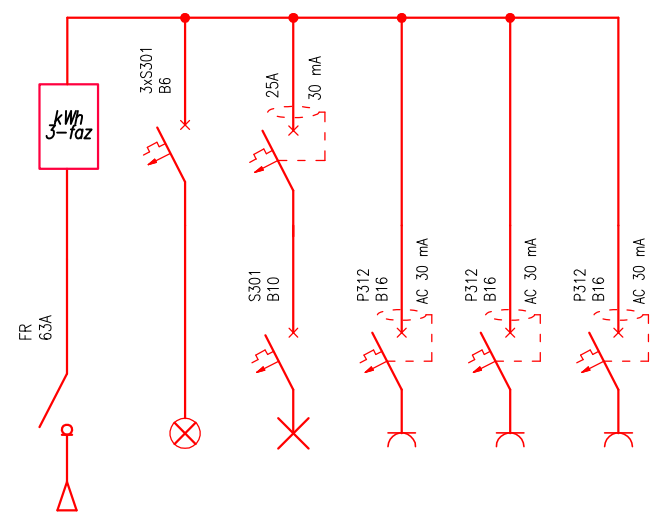 kWh
3-faz
FR
63A
3xS301
B6
25A
30 mA
S301
B10
P312
B16
AC 30 mA
P312
B16
AC 30 mA
P312
B16
AC 30 mA